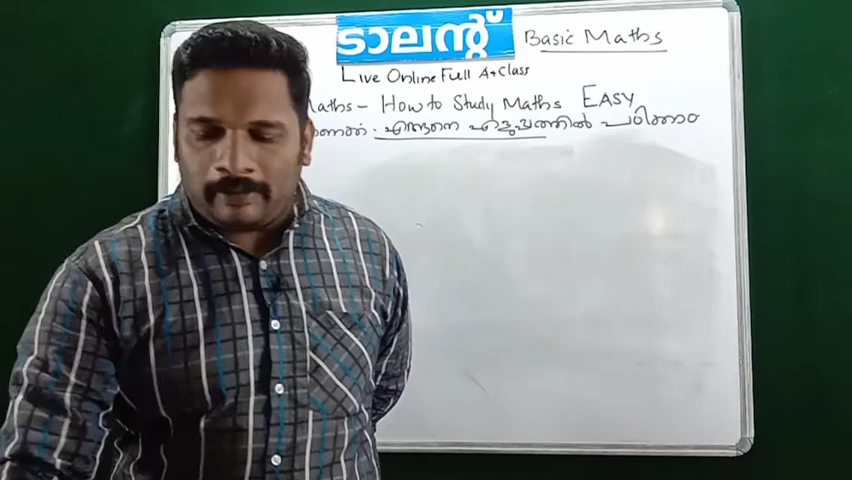 ടാലന്റ്
Basic Maths
Live Online Full A+ Class
Maths - How to Study Maths EASY
എങ്ങനെ എളുപ്പത്തിൽ പഠിക്കാം